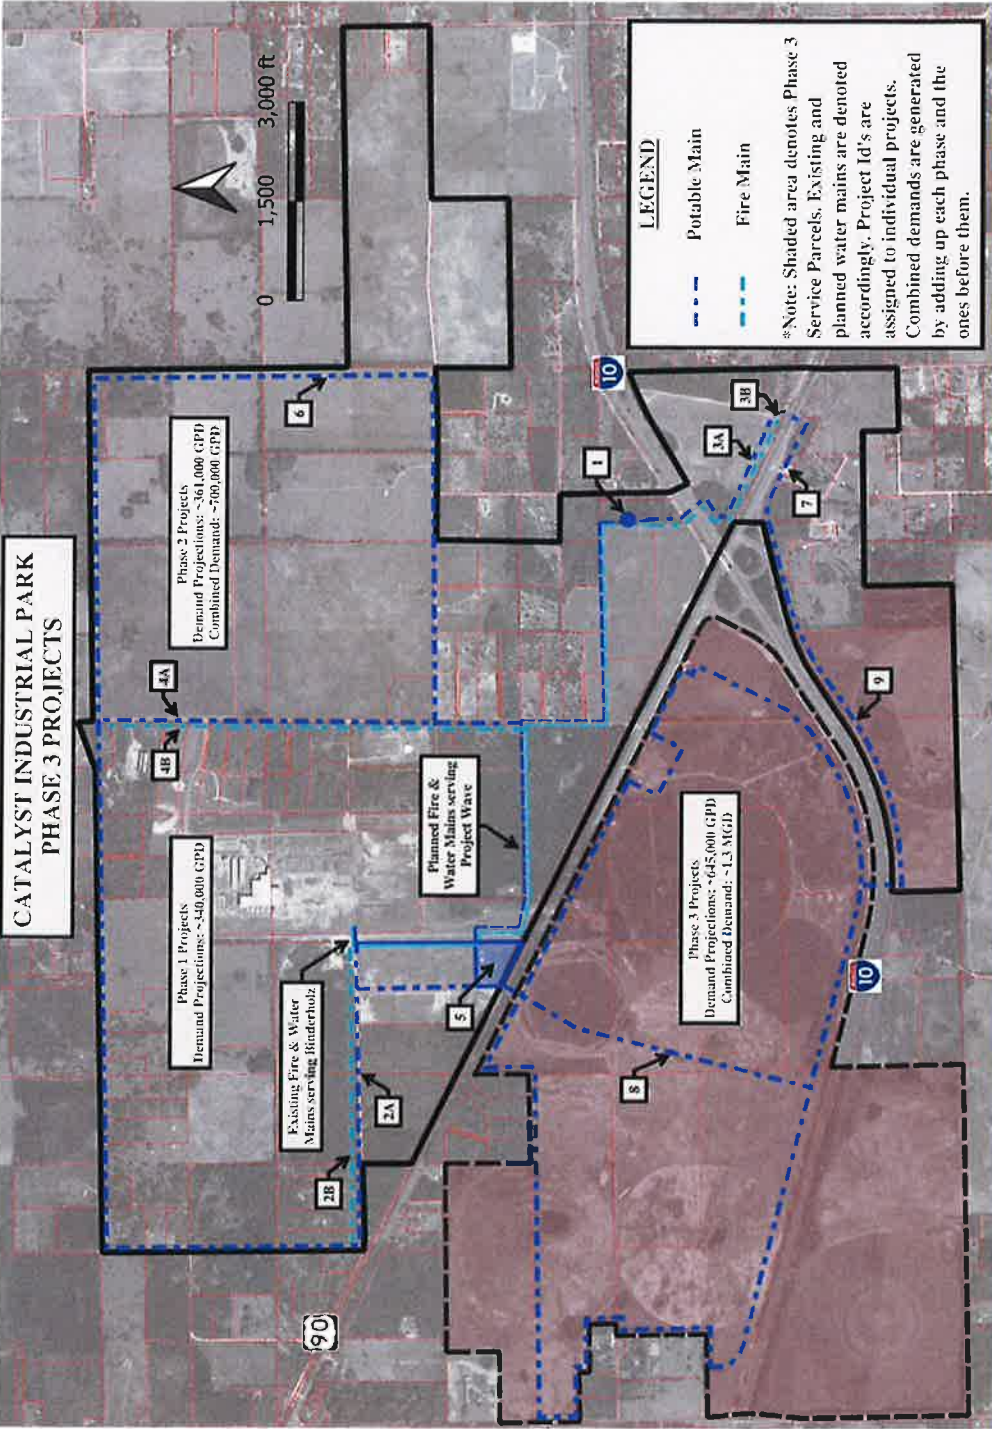 CATALYST INDUSTRIAL PARK
PHASE 3 PROJECTS
Phase 1 Projects
Demand Projections: ~340,000 GPD
Phase 2 Projects
Demand Projections: ~361,000 GPD
Combined Demand: ~700,000 GPD
0 1,500 3,000 ft
4A
4B
6
Existing Fire & Water
Mains serving Binderholz
Planned Fire &
Water Mains serving
Project Wave
2B
2A
5
1
10
90
3A
3B
7
8
Phase 3 Projects
Demand Projections: ~645,000 GPD
Combined Demand: ~1.3 MGD
9
10
LEGEND
Potable Main
Fire Main
*Note: Shaded area denotes Phase 3
Service Parcels. Existing and
planned water mains are denoted
accordingly. Project Id's are
assigned to individual projects.
Combined demands are generated
by adding up each phase and the
ones before them.